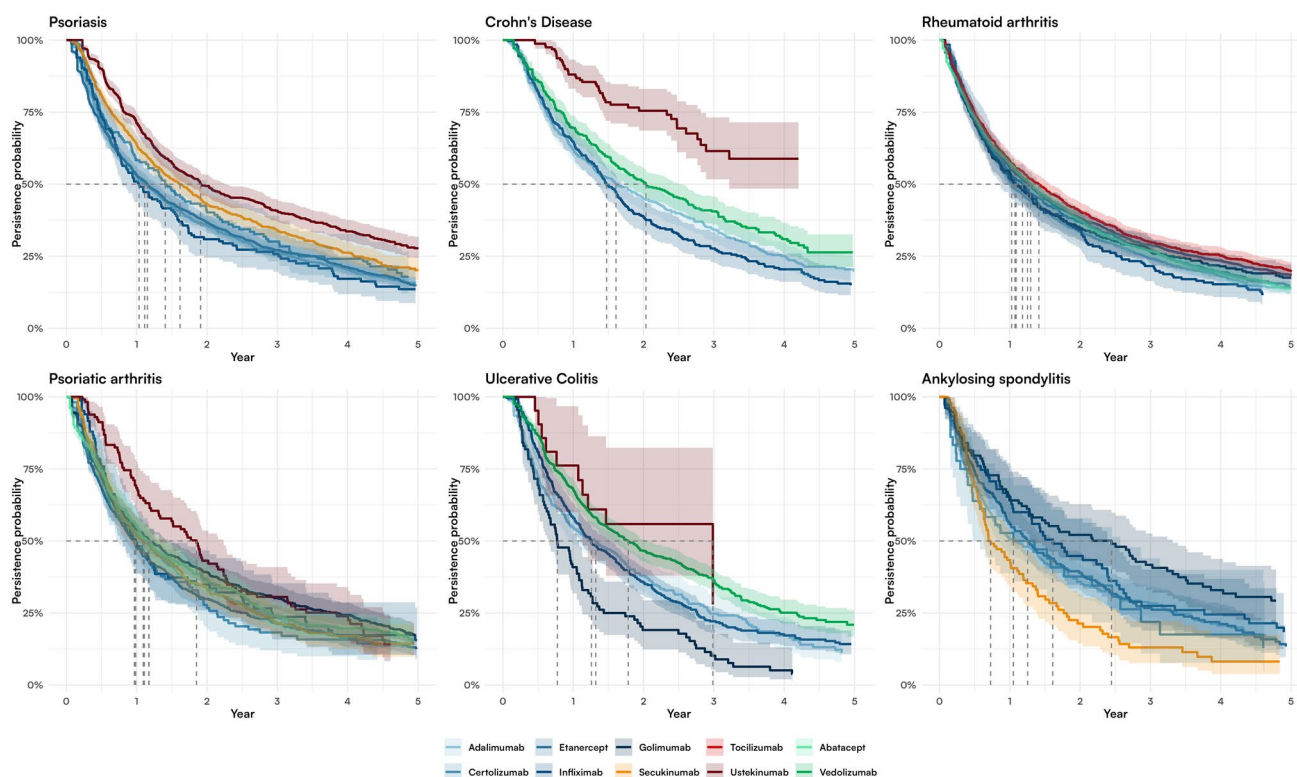 Psoriasis
Persistence probability
100%
75%
50%
25%
0%
0 1 2 3 4 5
Year
Crohn's Disease
Persistence probability
100%
75%
50%
25%
0%
0 1 2 3 4
Year
Rheumatoid arthritis
Persistence probability
100%
75%
50%
25%
0%
0 1 2 3 4 5
Year
Psoriatic arthritis
Persistence probability
100%
75%
50%
25%
0%
0 1 2 3 4 5
Year
Ulcerative Colitis
Persistence probability
100%
75%
50%
25%
0%
0 1 2 3 4 5
Year
Ankylosing spondylitis
Persistence probability
100%
75%
50%
25%
0%
0 1 2 3 4 5
Year
Adalimumab Etanercept Golimumab Tocilizumab Abatacept
Certolizumab Infliximab Secukinumab Ustekinumab Vedolizumab